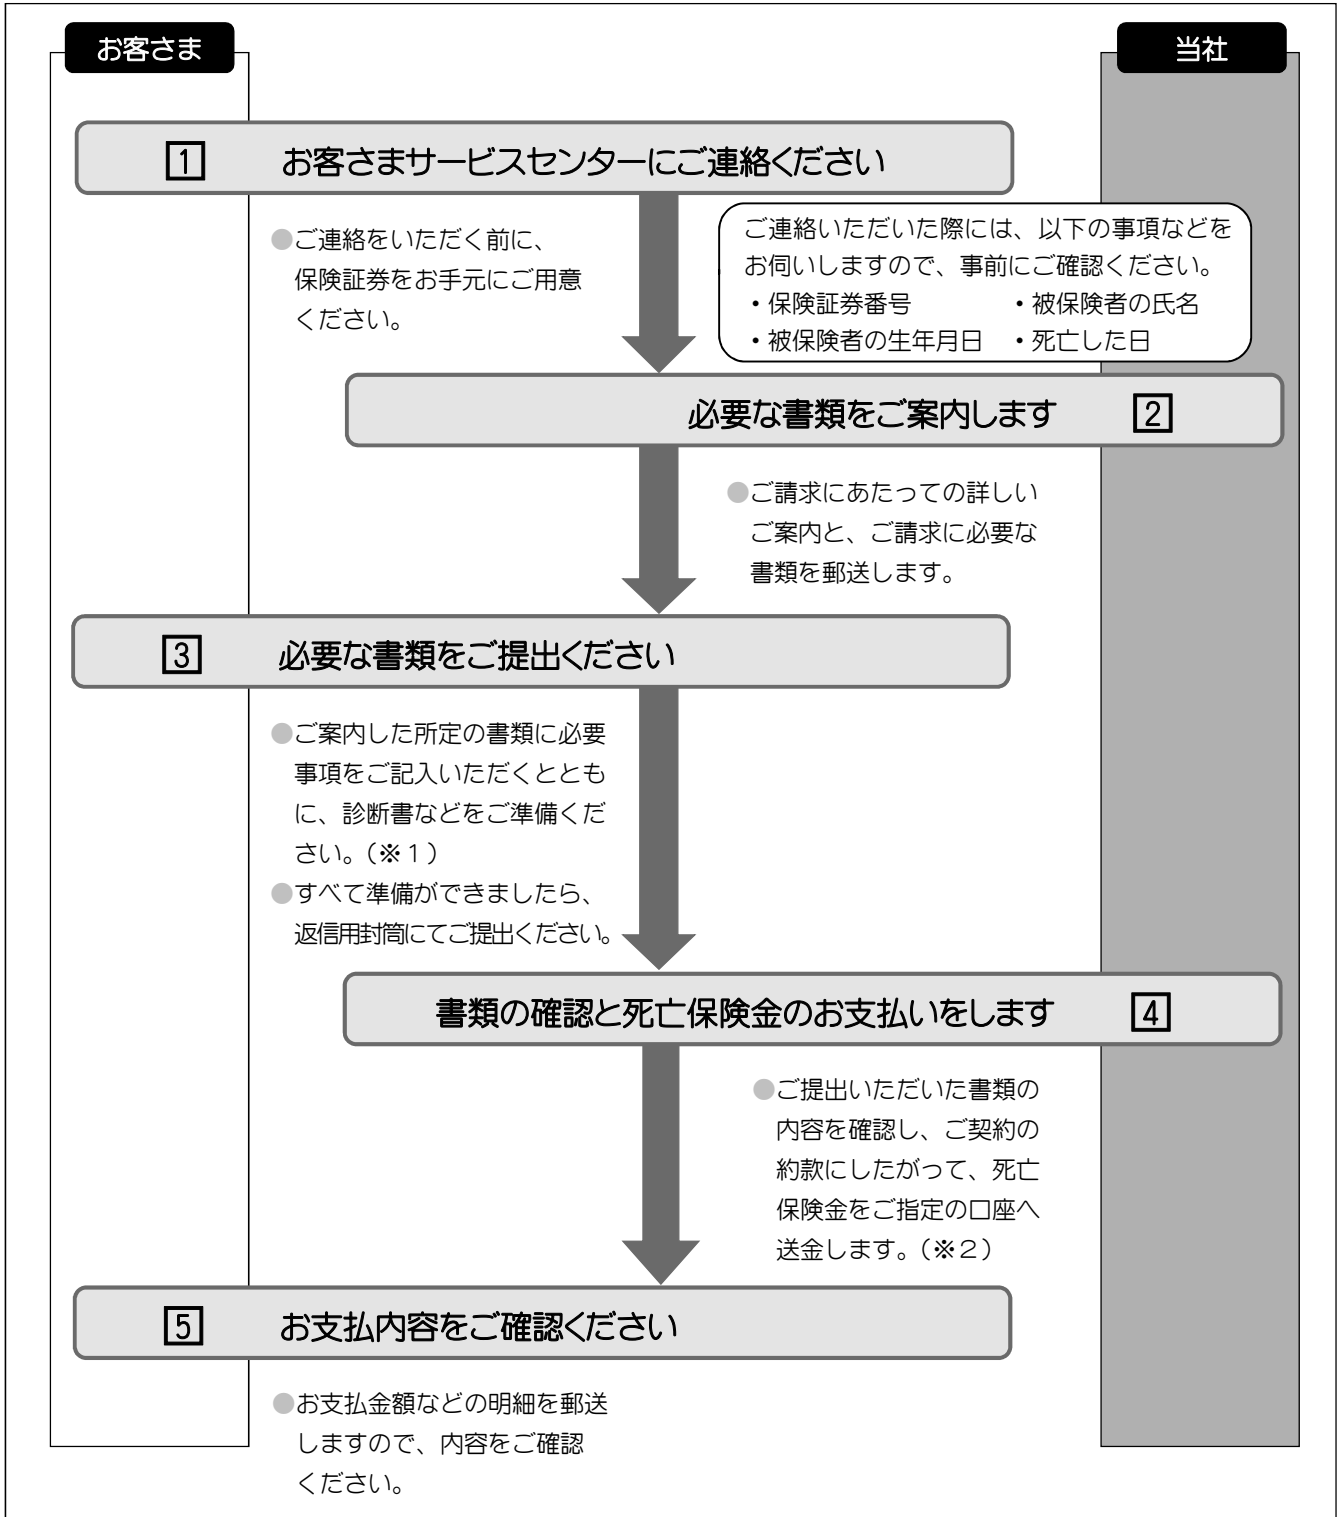 お客さま
当社
1 お客さまサービスセンターにご連絡ください
●ご連絡をいただく前に、
保険証券をお手元にご用意
ください。
ご連絡いただいた際には、以下の事項などを
お伺いしますので、事前にご確認ください。
・保険証券番号 ・被保険者の氏名
・被保険者の生年月日 ・死亡した日
必要な書類をご案内します 2
●ご請求にあたっての詳しい
ご案内と、ご請求に必要な
書類を郵送します。
3 必要な書類をご提出ください
●ご案内した所定の書類に必要
事項をご記入いただくととも
に、診断書などをご準備くだ
さい。(※1)
●すべて準備ができましたら、
返信用封筒にてご提出ください。
書類の確認と死亡保険金のお支払いをします 4
●ご提出いただいた書類の
内容を確認し、ご契約の
約款にしたがって、死亡
保険金をご指定の口座へ
送金します。(※2)
5 お支払内容をご確認ください
●お支払金額などの明細を郵送
しますので、内容をご確認
ください。